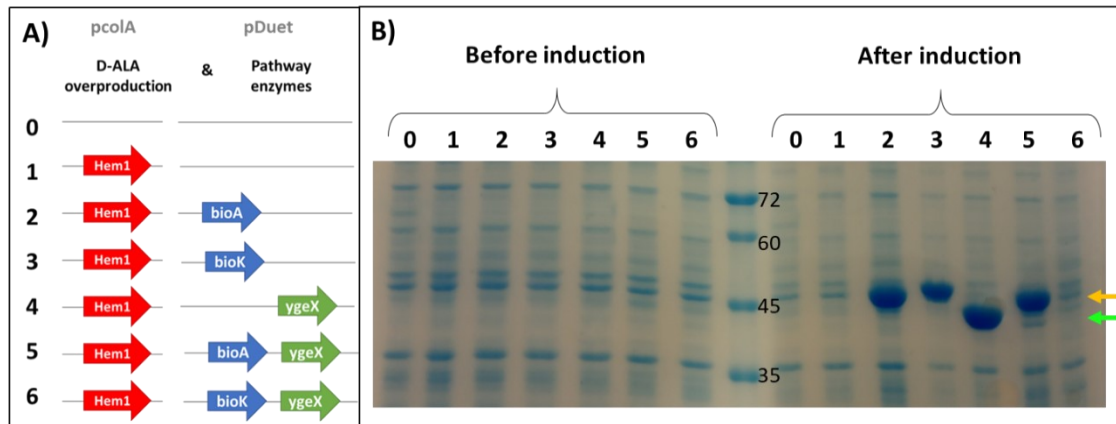 A)
pcolA pDuet
D-ALA overproduction & Pathway enzymes
0
1 Hem1
2 Hem1 bioA
3 Hem1 bioK
4 Hem1 ygeX
5 Hem1 bioA ygeX
6 Hem1 bioK ygeX
B)
Before induction After induction
0 1 2 3 4 5 6 0 1 2 3 4 5 6
72
60
45
35